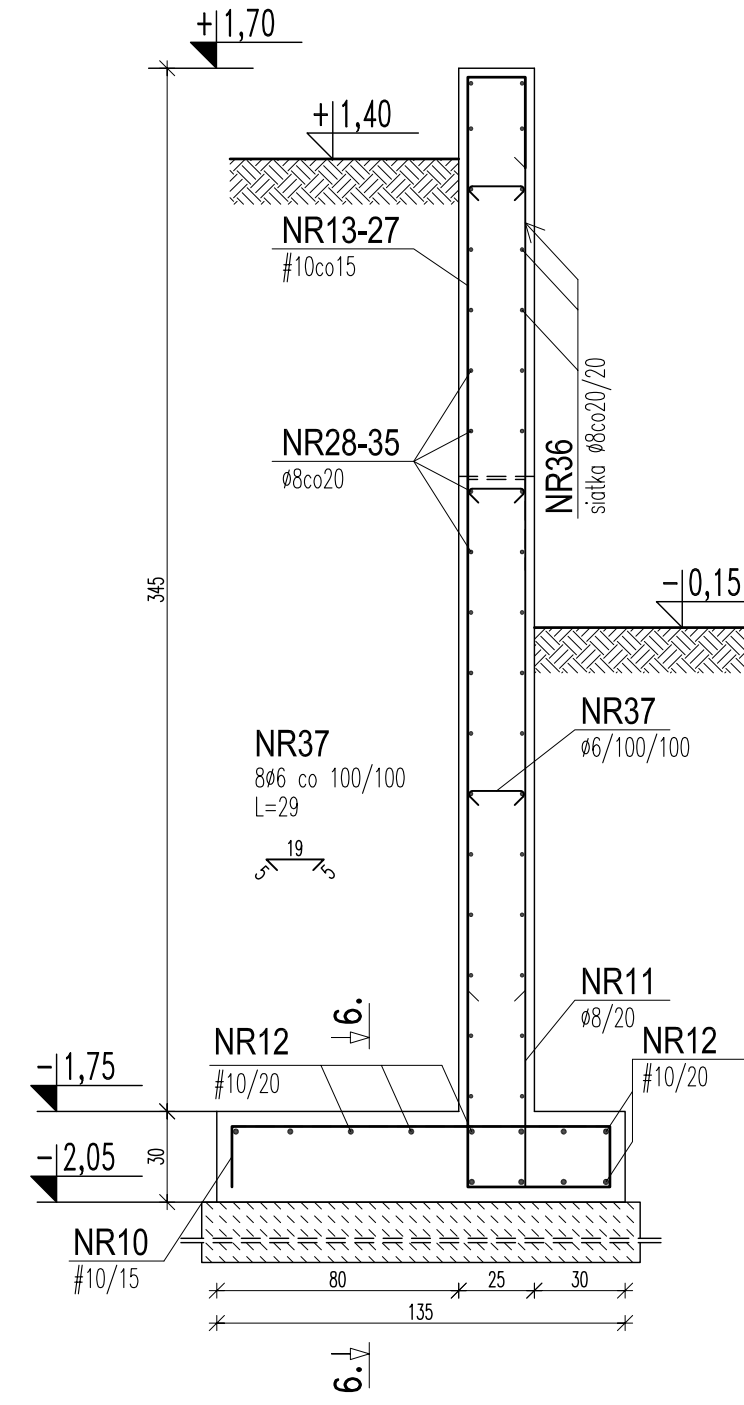 +1,70
+1,40
NR13-27
#10co15
NR28-35
ø8co20
NR36
siatka ø8co20/20
345
-0,15
NR37
ø6/100/100
NR37
8ø6 co 100/100
L=29
19
5
5
NR11
ø8/20
6.
NR12
#10/20
NR12
#10/20
-1,75
-2,05
30
NR10
#10/15
80
25
30
135
6.